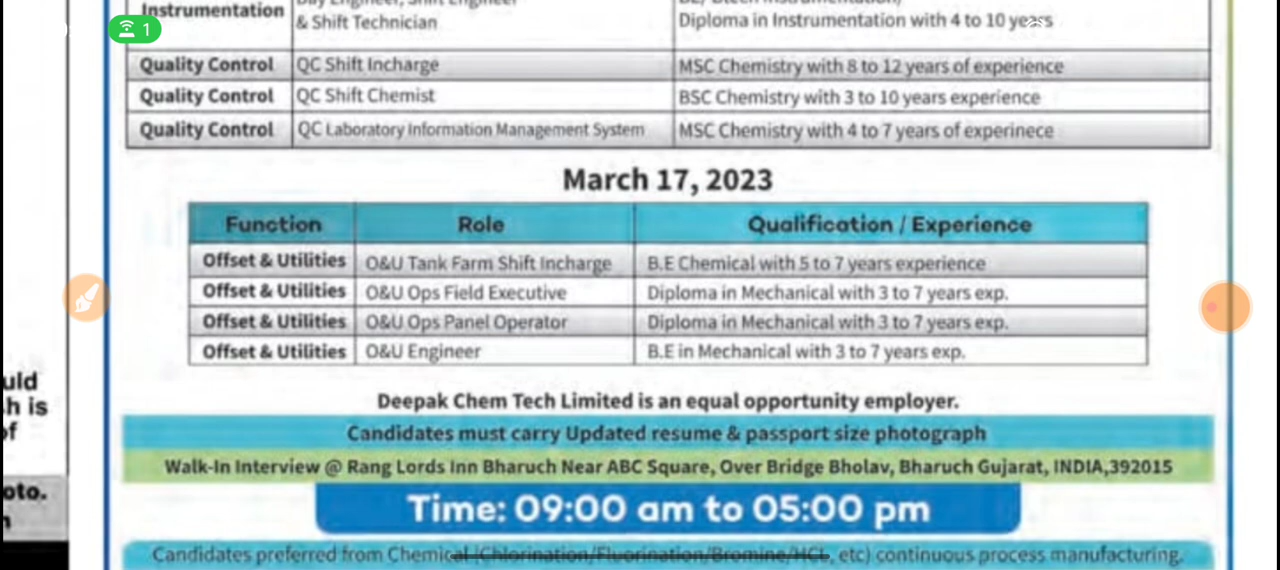 Instrumentation
& Shift Technician
Diploma in Instrumentation with 4 to 10 years
1
Quality Control QC Shift Incharge MSC Chemistry with 8 to 12 years of experience
Quality Control QC Shift Chemist BSC Chemistry with 3 to 10 years experience
Quality Control QC Laboratory Information Management System MSC Chemistry with 4 to 7 years of experinece
March 17, 2023
Function Role Qualification / Experience
Offset & Utilities O&U Tank Farm Shift Incharge B.E Chemical with 5 to 7 years experience
Offset & Utilities O&U Ops Field Executive Diploma in Mechanical with 3 to 7 years exp.
Offset & Utilities O&U Ops Panel Operator Diploma in Mechanical with 3 to 7 years exp.
Offset & Utilities O&U Engineer B.E in Mechanical with 3 to 7 years exp.
uld
h is
of
oto.
Deepak Chem Tech Limited is an equal opportunity employer.
Candidates must carry Updated resume & passport size photograph
Walk-In Interview @ Rang Lords Inn Bharuch Near ABC Square, Over Bridge Bholav, Bharuch Gujarat, INDIA,392015
Time: 09:00 am to 05:00 pm
Candidates preferred from Chemical (Chlorination/Fluorination/Bromine/HCL, etc) continuous process manufacturing.